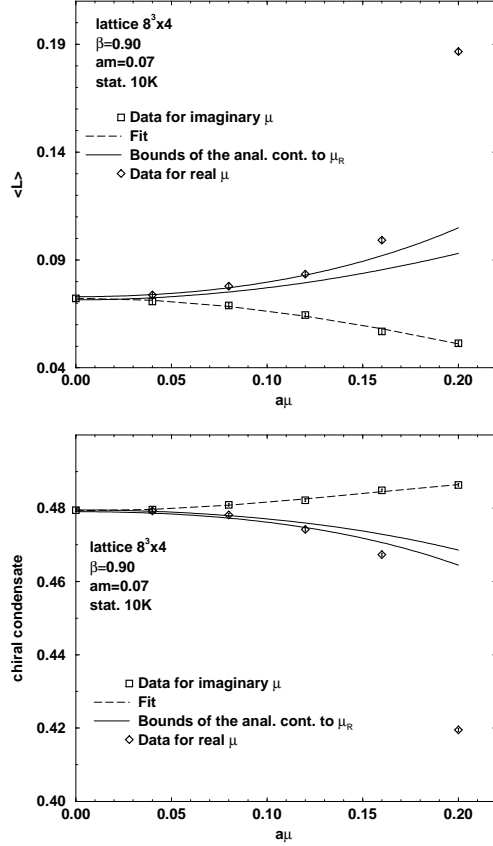 lattice 8³x4
β=0.90
am=0.07
stat. 10K
Data for imaginary μ
Fit
Bounds of the anal. cont. to μ_R
Data for real μ
<L>
0.19
0.14
0.09
0.04
0.00 0.05 0.10 0.15 0.20
aμ
0.48
0.46
0.44
0.42
0.40
chiral condensate
lattice 8³x4
β=0.90
am=0.07
stat. 10K
Data for imaginary μ
Fit
Bounds of the anal. cont. to μ_R
Data for real μ
0.00 0.05 0.10 0.15 0.20
aμ